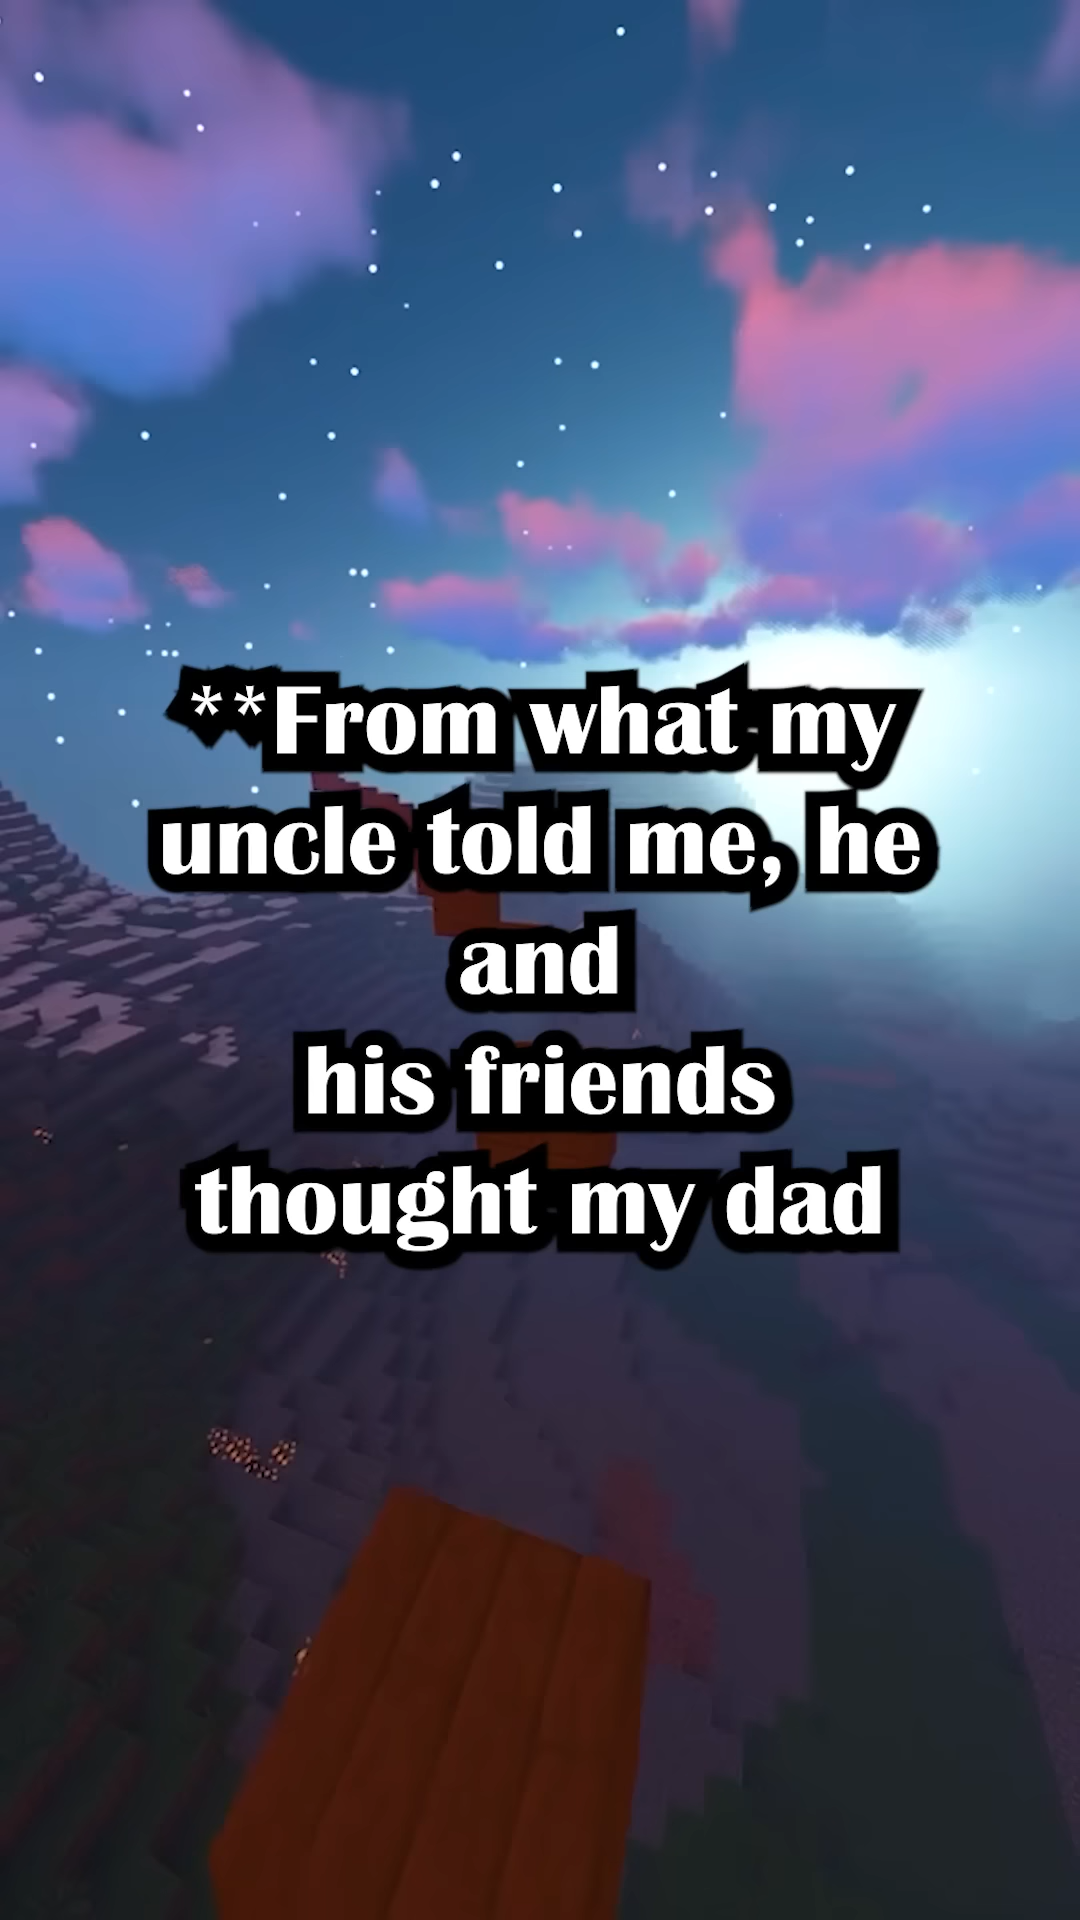 **From what my
uncle told me, he
and
his friends
thought my dad